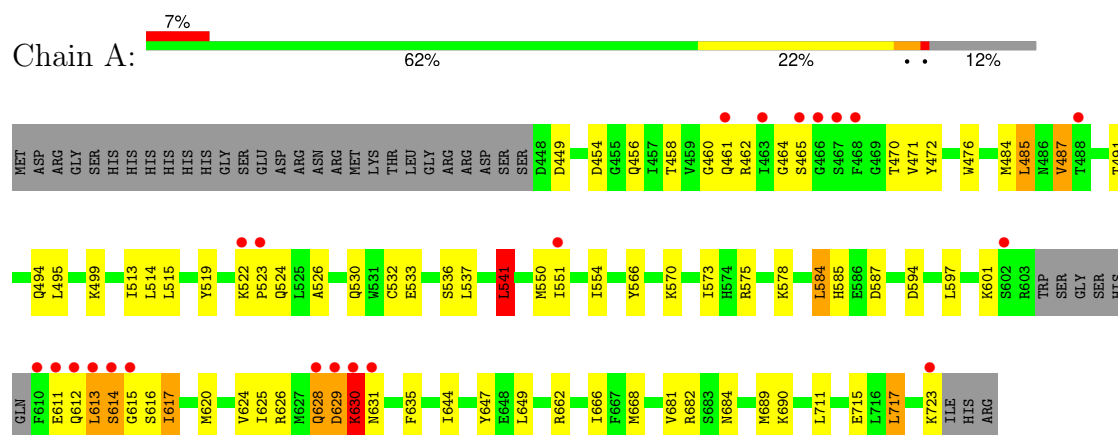 7%
Chain A:
62% 22% • • 12%
MET ASP ARG GLY SER HIS HIS HIS HIS HIS HIS GLY SER GLU ASP ARG ASN ARG MET LYS THR LEU GLY ARG ARG ASP SER SER D448 D449 D454 G455 Q456 I457 T458 V459 G460 Q461 R462 I463 G464 S465 G466 S467 F468 G469 T470 V471 Y472 W476 M484 L485 N486 V487 T488 T491
Q494 L495 K499 I513 L514 L515 Y519 K522 P523 Q524 L525 A526 Q530 W531 C532 E533 S536 L537 L541 M550 I551 I554 Y566 K570 I573 H574 R575 K578 L584 H585 E586 D587 D594 L597 K601 S602 R603 TRP SER GLY SER HIS
GLN F610 E611 Q612 L613 S614 G615 S616 I617 M620 V624 I625 R626 M627 Q628 D629 K630 N631 F635 I644 Y647 E648 L649 R662 I666 F667 M668 V681 R682 S683 N684 M689 K690 L711 E715 L716 L717 K723 ILE HIS ARG